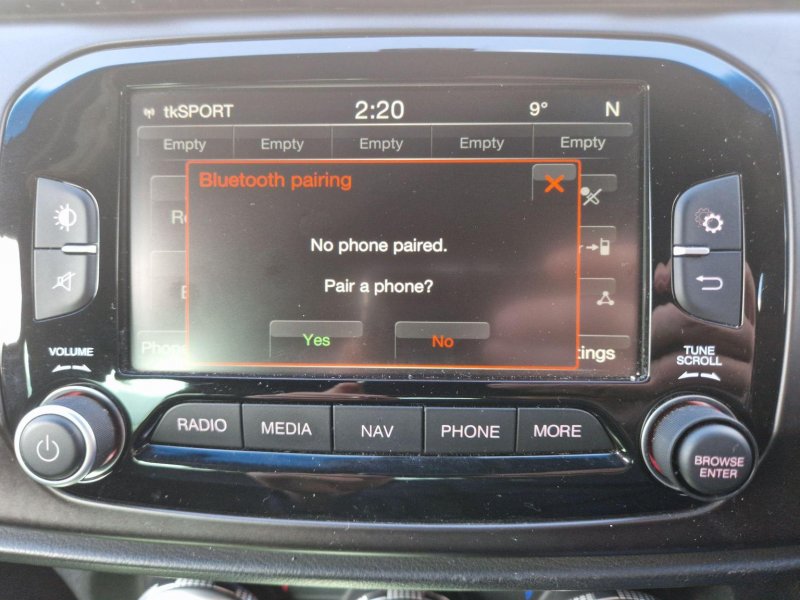 tkSPORT 2:20 9° N
Empty Empty Empty Empty Empty
Bluetooth pairing
No phone paired.
Pair a phone?
Yes No
VOLUME
TUNE
SCROLL
RADIO MEDIA NAV PHONE MORE
BROWSE
ENTER